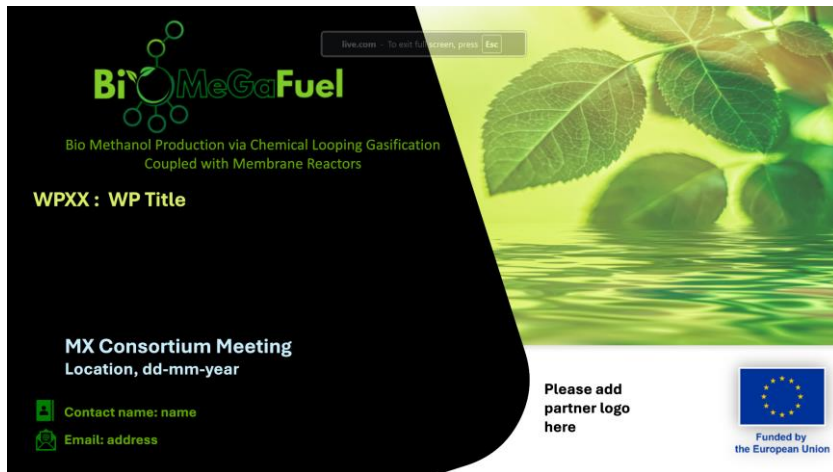 live.com - To exit full screen, press Esc
BiOMeGaFuel
Bio Methanol Production via Chemical Looping Gasification
Coupled with Membrane Reactors
WPXX : WP Title
MX Consortium Meeting
Location, dd-mm-year
Contact name: name
Email: address
Please add
partner logo
here
Funded by
the European Union